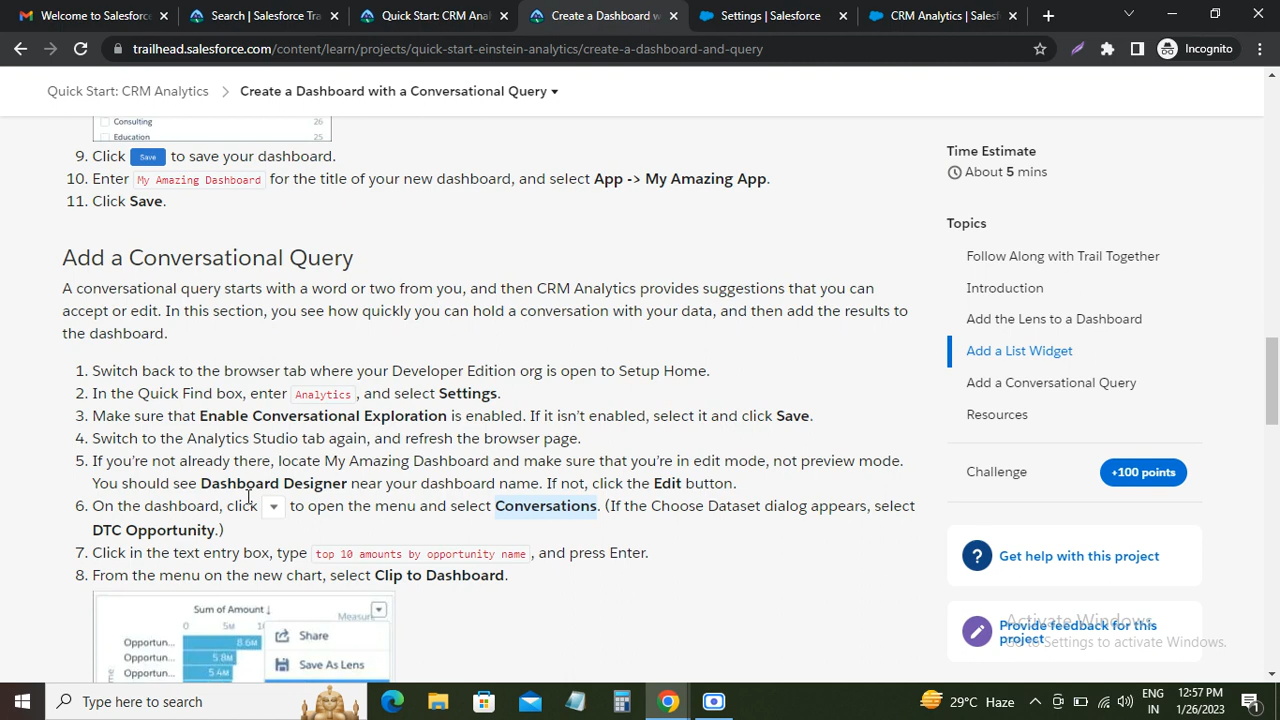 Welcome to Salesforc
Search | Salesforce Tra
Quick Start: CRM Anal
Create a Dashboard w
Settings | Salesforce
CRM Analytics | Salesf
trailhead.salesforce.com/content/learn/projects/quick-start-einstein-analytics/create-a-dashboard-and-query
Incognito
Quick Start: CRM Analytics > Create a Dashboard with a Conversational Query
Consulting 26
Education 25
9. Click Save to save your dashboard.
10. Enter My Amazing Dashboard for the title of your new dashboard, and select App -> My Amazing App.
11. Click Save.
Add a Conversational Query
A conversational query starts with a word or two from you, and then CRM Analytics provides suggestions that you can
accept or edit. In this section, you see how quickly you can hold a conversation with your data, and then add the results to
the dashboard.
1. Switch back to the browser tab where your Developer Edition org is open to Setup Home.
2. In the Quick Find box, enter Analytics, and select Settings.
3. Make sure that Enable Conversational Exploration is enabled. If it isn't enabled, select it and click Save.
4. Switch to the Analytics Studio tab again, and refresh the browser page.
5. If you're not already there, locate My Amazing Dashboard and make sure that you're in edit mode, not preview mode.
You should see Dashboard Designer near your dashboard name. If not, click the Edit button.
6. On the dashboard, click to open the menu and select Conversations. (If the Choose Dataset dialog appears, select
DTC Opportunity.)
7. Click in the text entry box, type top 10 amounts by opportunity name, and press Enter.
8. From the menu on the new chart, select Clip to Dashboard.
Sum of Amount ↓
Measure
0 5M
Opportun... 8.6M
Opportun... 5.8M
Opportun... 5.4M
Share
Save As Lens
Time Estimate
About 5 mins
Topics
Follow Along with Trail Together
Introduction
Add the Lens to a Dashboard
Add a List Widget
Add a Conversational Query
Resources
Challenge +100 points
Get help with this project
Provide feedback for this
project
Activate Windows
Go to Settings to activate Windows.
Type here to search
29°C Haze
ENG
IN
12:57 PM
1/26/2023
1